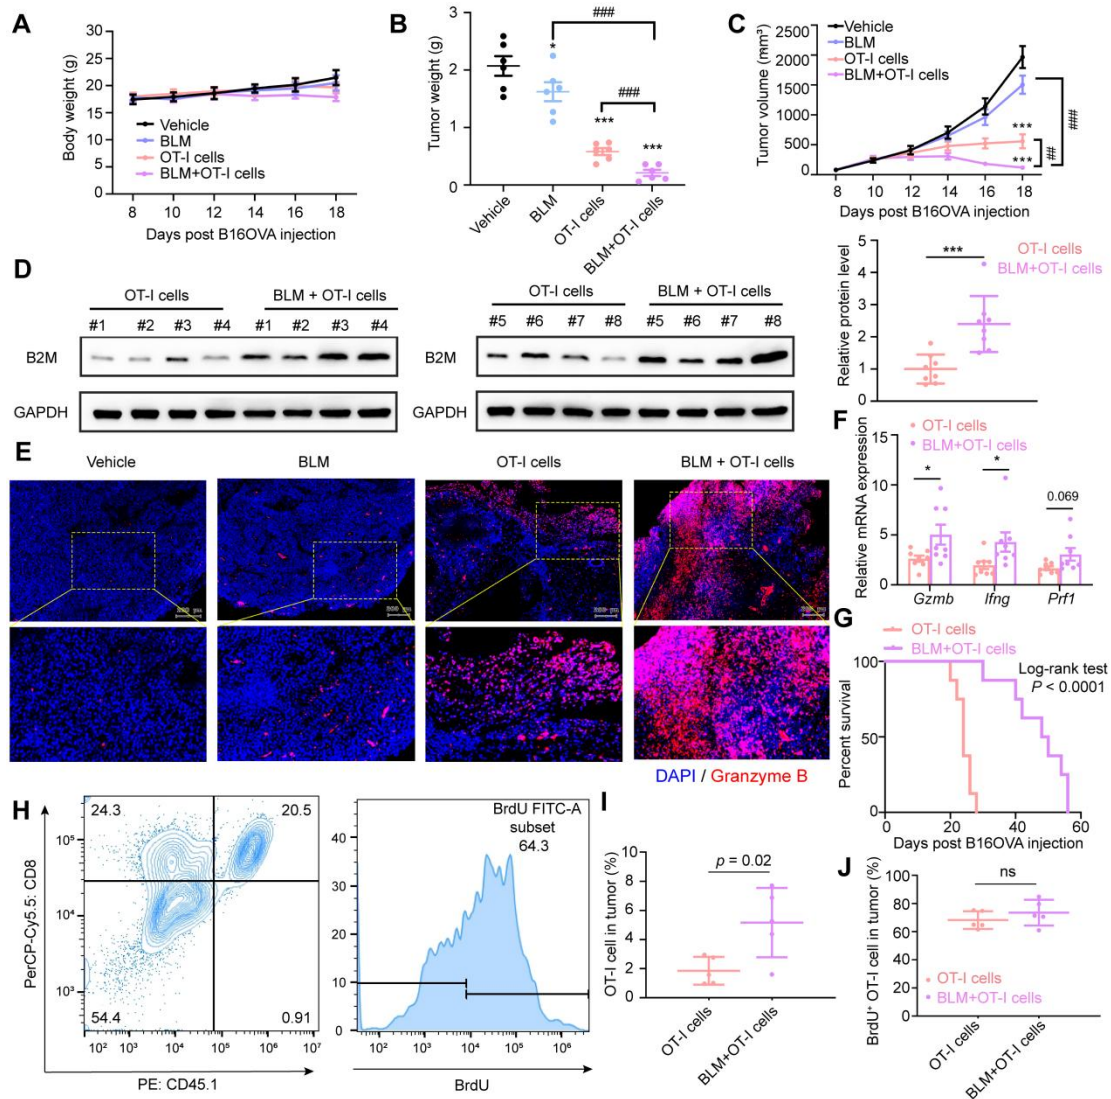 A
Body weight (g)
30
25
20
15
10
5
0
Vehicle
BLM
OT-I cells
BLM+OT-I cells
8 10 12 14 16 18
Days post B16OVA injection
B
Tumor weight (g)
3
2
1
0
###
*
###
***
***
Vehicle
BLM
OT-I cells
BLM+OT-I cells
C
Vehicle
BLM
OT-I cells
BLM+OT-I cells
Tumor volume (mm³)
2500
2000
1500
1000
500
0
***
***
##
###
8 10 12 14 16 18
Days post B16OVA injection
D
OT-I cells BLM + OT-I cells
#1 #2 #3 #4 #1 #2 #3 #4
B2M
GAPDH
OT-I cells BLM + OT-I cells
#5 #6 #7 #8 #5 #6 #7 #8
B2M
GAPDH
Relative protein level
5
4
3
2
1
0
***
OT-I cells
BLM+OT-I cells
E
Vehicle BLM OT-I cells BLM + OT-I cells
200 μm 200 μm 200 μm 200 μm
DAPI / Granzyme B
F
OT-I cells
BLM+OT-I cells
Relative mRNA expression
15
10
5
0
* * 0.069
Gzmb Ifng Prf1
G
OT-I cells
BLM+OT-I cells
Log-rank test
P < 0.0001
Percent survival
100
50
0
0 20 40 60
Days post B16OVA injection
H
PerCP-Cy5.5: CD8
24.3 20.5
10⁵
10⁴
10³
54.4 0.91
10² 10³ 10⁴ 10⁵ 10⁶ 10⁷
PE: CD45.1
BrdU FITC-A
subset
64.3
40
30
20
10
0
10² 10³ 10⁴ 10⁵ 10⁶
BrdU
I
OT-I cell in tumor (%)
10
8
6
4
2
0
p = 0.02
OT-I cells
BLM+OT-I cells
J
BrdU⁺ OT-I cell in tumor (%)
100
80
60
40
20
0
ns
OT-I cells
BLM+OT-I cells
OT-I cells
BLM+OT-I cells